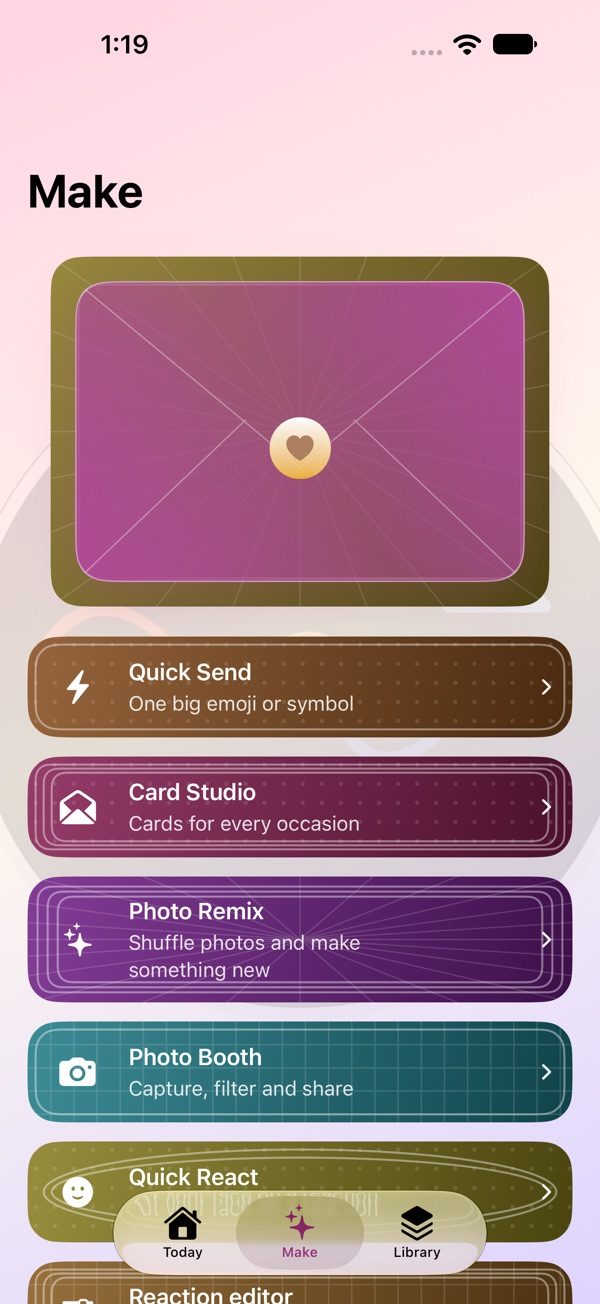 1:19
Make
Quick Send
One big emoji or symbol
Card Studio
Cards for every occasion
Photo Remix
Shuffle photos and make
something new
Photo Booth
Capture, filter and share
Quick React
Today
Make
Library
Reaction editor